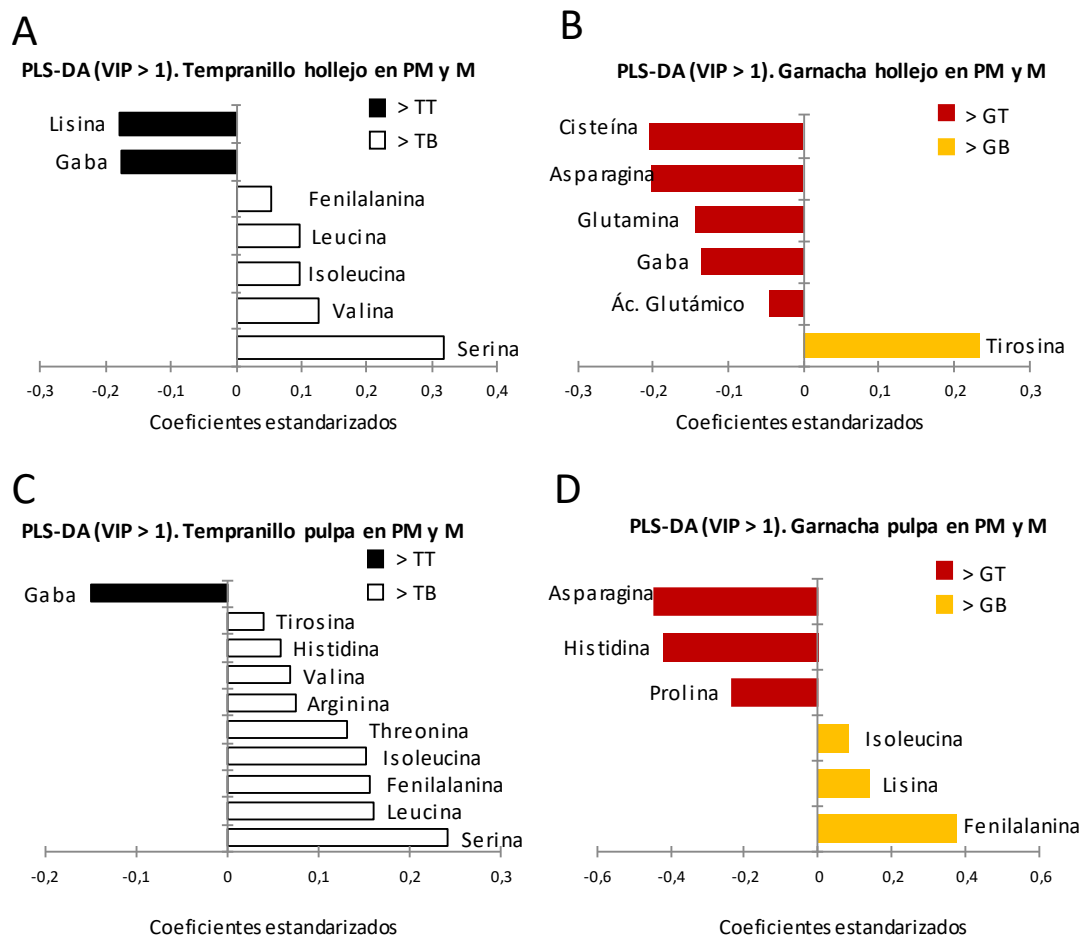 A
PLS-DA (VIP > 1). Tempranillo hollejo en PM y M
> TT
> TB
Lisina
Gaba
Fenilalanina
Leucina
Isoleucina
Valina
Serina
-0,3 -0,2 -0,1 0 0,1 0,2 0,3 0,4
Coeficientes estandarizados
B
PLS-DA (VIP > 1). Garnacha hollejo en PM y M
> GT
> GB
Cisteína
Asparagina
Glutamina
Gaba
Ác. Glutámico
Tirosina
-0,3 -0,2 -0,1 0 0,1 0,2 0,3
Coeficientes estandarizados
C
PLS-DA (VIP > 1). Tempranillo pulpa en PM y M
> TT
> TB
Gaba
Tirosina
Histidina
Valina
Arginina
Threonina
Isoleucina
Fenilalanina
Leucina
Serina
-0,2 -0,1 0 0,1 0,2 0,3
Coeficientes estandarizados
D
PLS-DA (VIP > 1). Garnacha pulpa en PM y M
> GT
> GB
Asparagina
Histidina
Prolina
Isoleucina
Lisina
Fenilalanina
-0,6 -0,4 -0,2 0 0,2 0,4 0,6
Coeficientes estandarizados